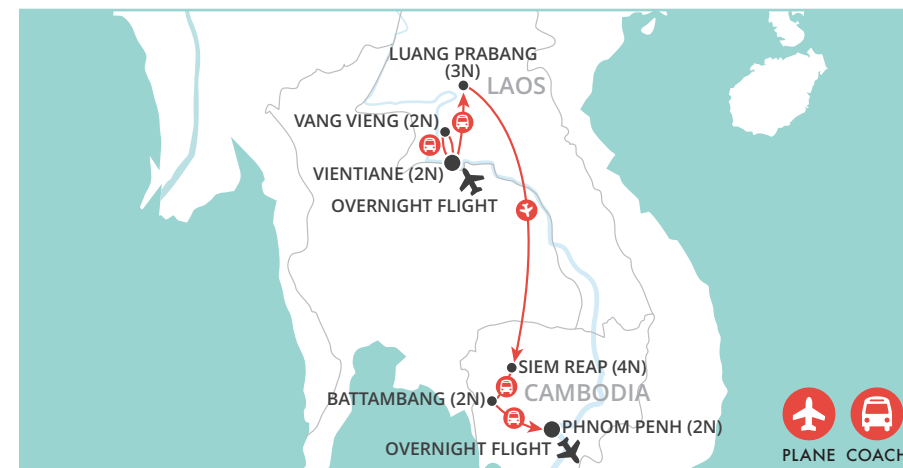 LUANG PRABANG
(3N)
LAOS
VANG VIENG (2N)
VIENTIANE (2N)
OVERNIGHT FLIGHT
SIEM REAP (4N)
CAMBODIA
BATTAMBANG (2N)
PHNOM PENH (2N)
OVERNIGHT FLIGHT
PLANE COACH